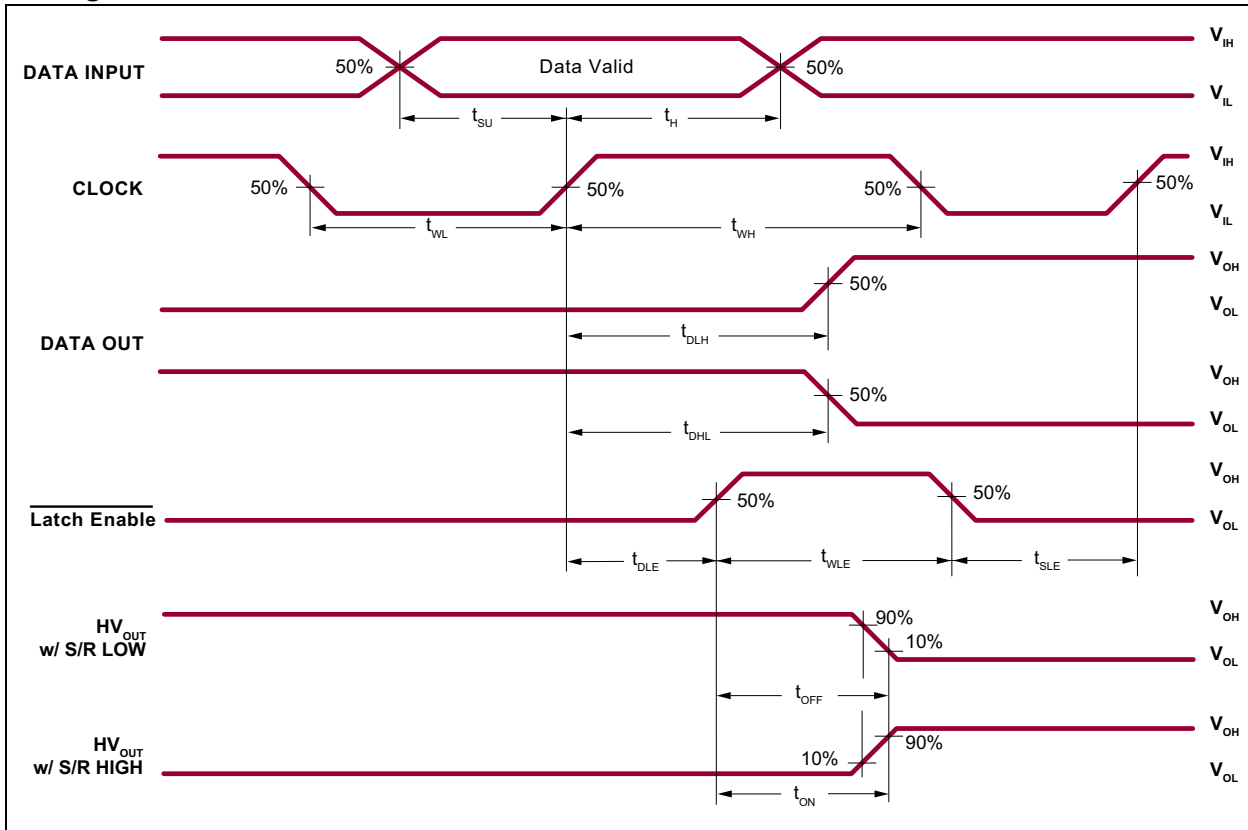 DATA INPUT
50%
Data Valid
50%
V_IH
V_IL
t_SU
t_H
CLOCK
50%
50%
50%
50%
V_IH
V_IL
t_WL
t_WH
DATA OUT
50%
V_OH
V_OL
t_DLH
50%
V_OH
V_OL
t_DHL
Latch Enable
50%
50%
V_OH
V_OL
t_DLE
t_WLE
t_SLE
HV_OUT
w/ S/R LOW
90%
10%
V_OH
V_OL
t_OFF
HV_OUT
w/ S/R HIGH
10%
90%
V_OH
V_OL
t_ON